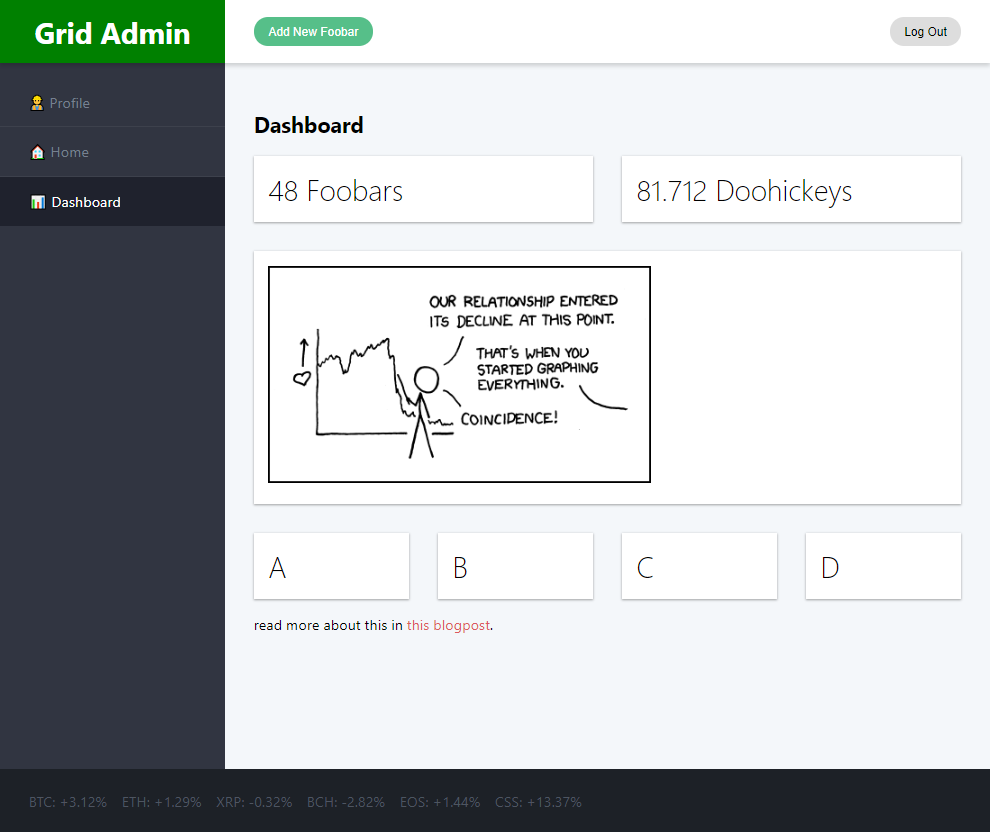 Grid Admin
Add New Foobar
Log Out
Profile
Home
Dashboard
Dashboard
48 Foobars
81.712 Doohickeys
OUR RELATIONSHIP ENTERED
ITS DECLINE AT THIS POINT.
THAT'S WHEN YOU
STARTED GRAPHING
EVERYTHING.
COINCIDENCE!
A
B
C
D
read more about this in this blogpost.
BTC: +3.12% ETH: +1.29% XRP: -0.32% BCH: -2.82% EOS: +1.44% CSS: +13.37%